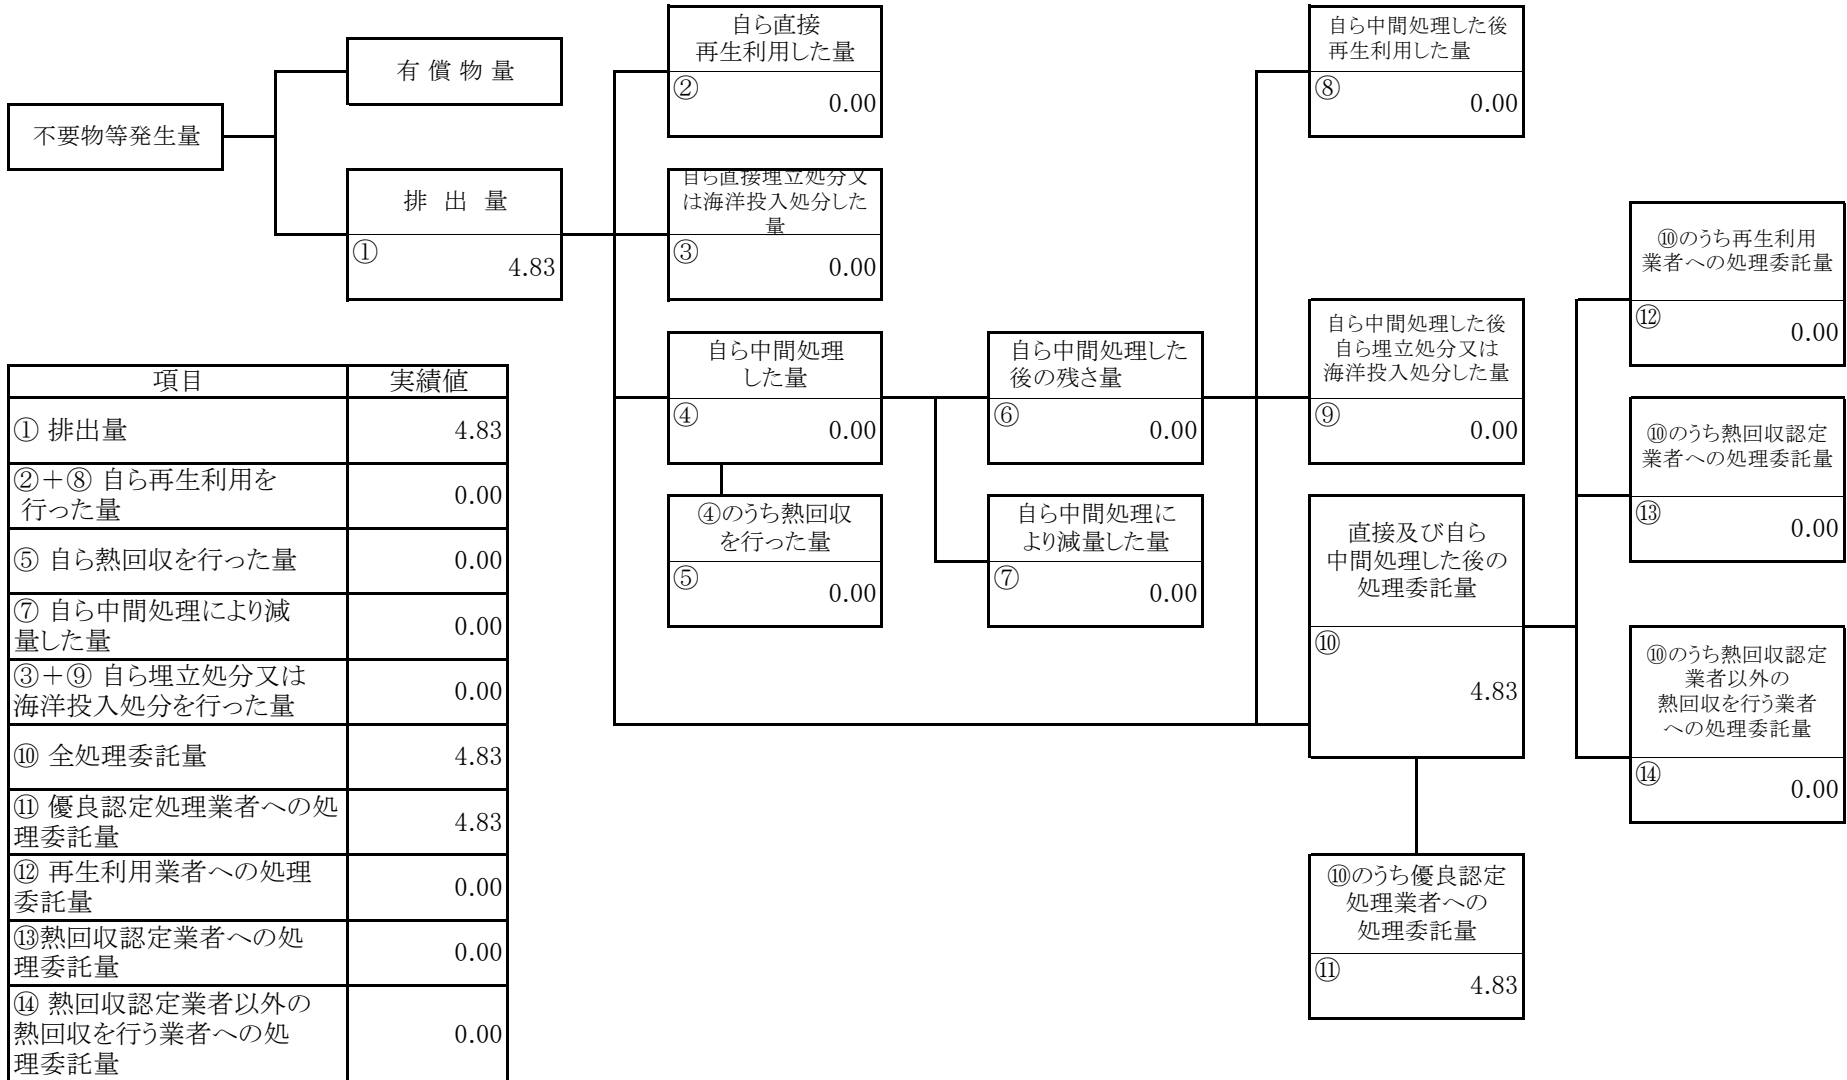 不要物等発生量
有 償 物 量
排 出 量
①
4.83
自ら直接
再生利用した量
②
0.00
自ら直接埋立処分又
は海洋投入処分した
量
③
0.00
自ら中間処理
した量
④
0.00
④のうち熱回収
を行った量
⑤
0.00
自ら中間処理した
後の残さ量
⑥
0.00
自ら中間処理に
より減量した量
⑦
0.00
自ら中間処理した後
再生利用した量
⑧
0.00
自ら中間処理した後
自ら埋立処分又は
海洋投入処分した量
⑨
0.00
直接及び自ら
中間処理した後の
処理委託量
⑩
4.83
⑩のうち優良認定
処理業者への
処理委託量
⑪
4.83
⑩のうち再生利用
業者への処理委託量
⑫
0.00
⑩のうち熱回収認定
業者への処理委託量
⑬
0.00
⑩のうち熱回収認定
業者以外の
熱回収を行う業者
への処理委託量
⑭
0.00
項目 実績値
① 排出量 4.83
②＋⑧ 自ら再生利用を
行った量 0.00
⑤ 自ら熱回収を行った量 0.00
⑦ 自ら中間処理により減
量した量 0.00
③＋⑨ 自ら埋立処分又は
海洋投入処分を行った量 0.00
⑩ 全処理委託量 4.83
⑪ 優良認定処理業者への処
理委託量 4.83
⑫ 再生利用業者への処理
委託量 0.00
⑬熱回収認定業者への処
理委託量 0.00
⑭ 熱回収認定業者以外の
熱回収を行う業者への処
理委託量 0.00